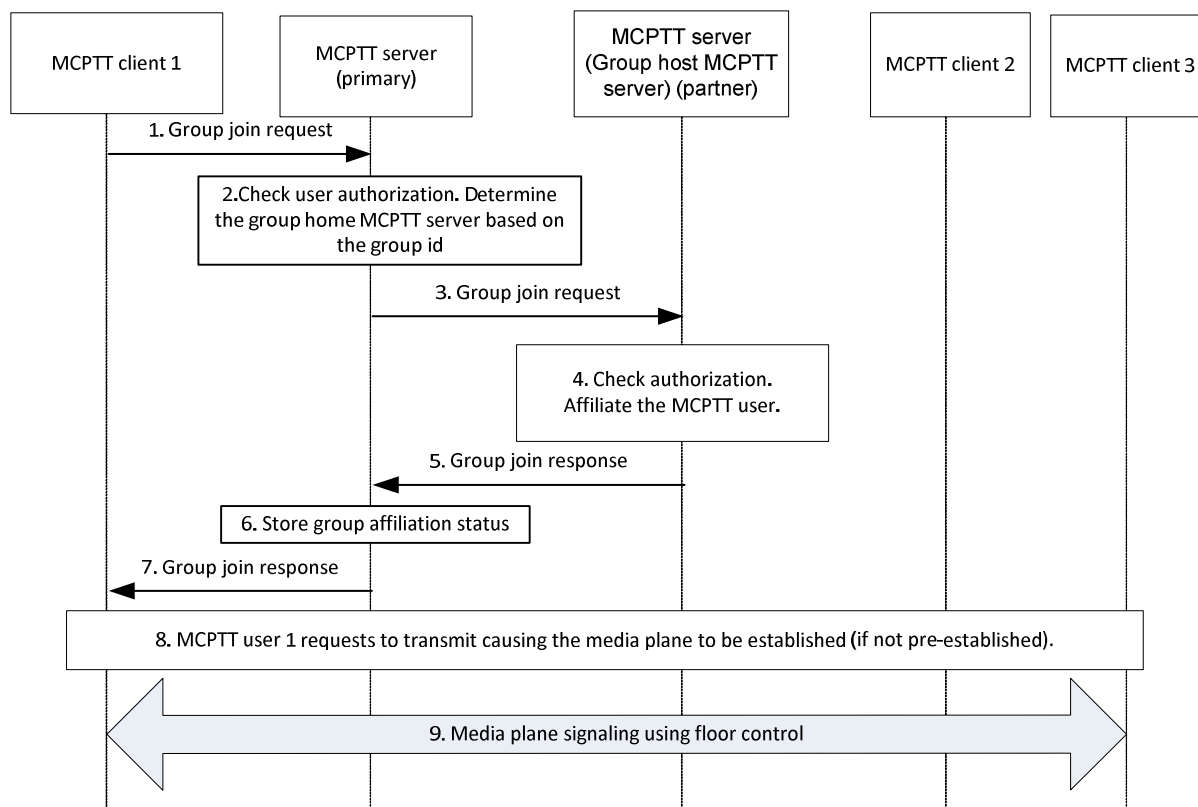 MCPTT client 1
MCPTT server
(primary)
MCPTT server
(Group host MCPTT
server) (partner)
MCPTT client 2
MCPTT client 3
1. Group join request
2.Check user authorization. Determine
the group home MCPTT server based on
the group id
3. Group join request
4. Check authorization.
Affiliate the MCPTT user.
5. Group join response
6. Store group affiliation status
7. Group join response
8. MCPTT user 1 requests to transmit causing the media plane to be established (if not pre-established).
9. Media plane signaling using floor control